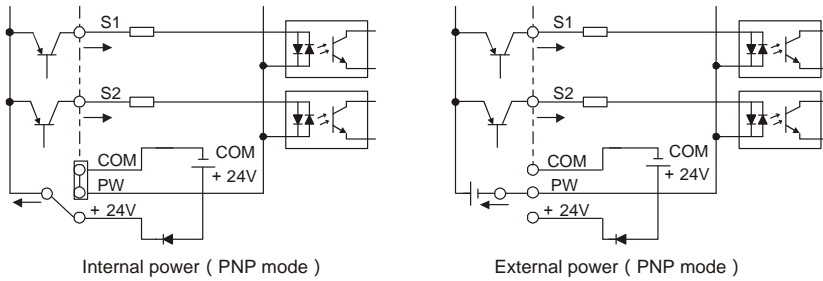 S1
S2
COM
COM
+ 24V
PW
+ 24V
Internal power ( PNP mode )
S1
S2
COM
COM
+ 24V
PW
+ 24V
External power ( PNP mode )